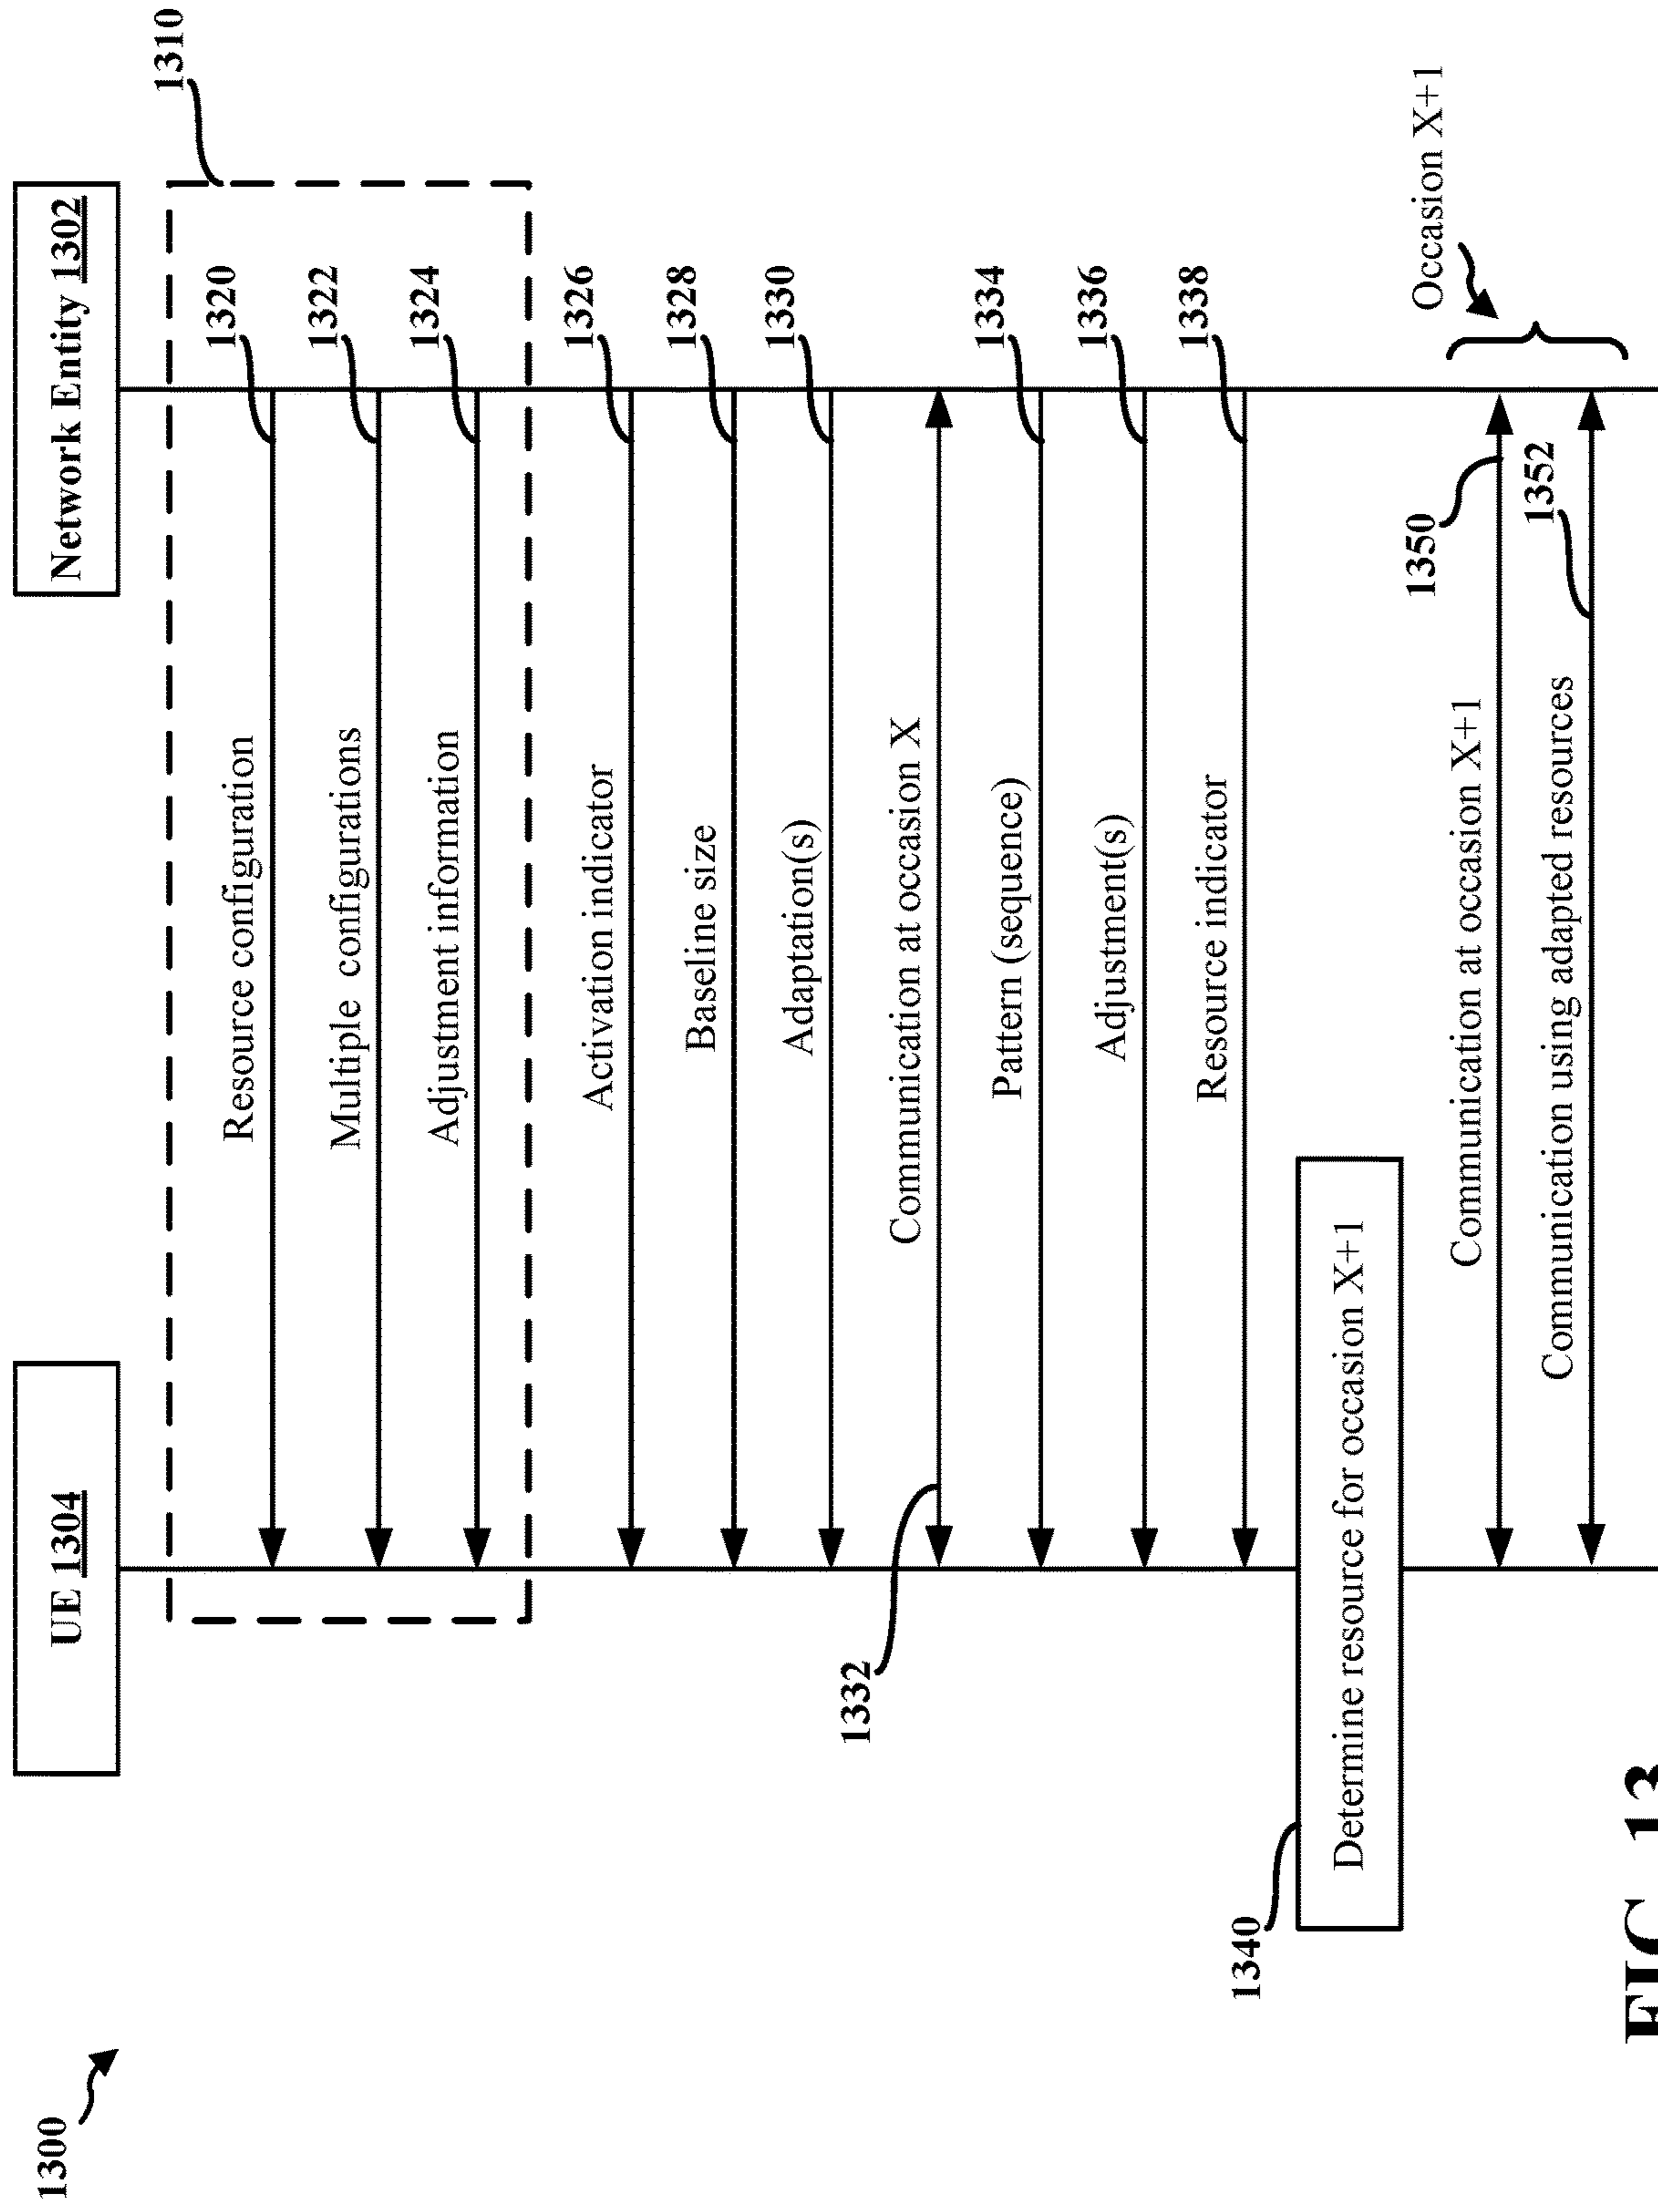 1300
UE 1304
Network Entity 1302
1310
Resource configuration
1320
Multiple configurations
1322
Adjustment information
1324
Activation indicator
1326
Baseline size
1328
Adaptation(s)
1330
Communication at occasion X
1332
Pattern (sequence)
1334
Adjustment(s)
1336
Resource indicator
1338
1340
Determine resource for occasion X+1
Communication at occasion X+1
1350
Occasion X+1
Communication using adapted resources
1352
FIG. 13